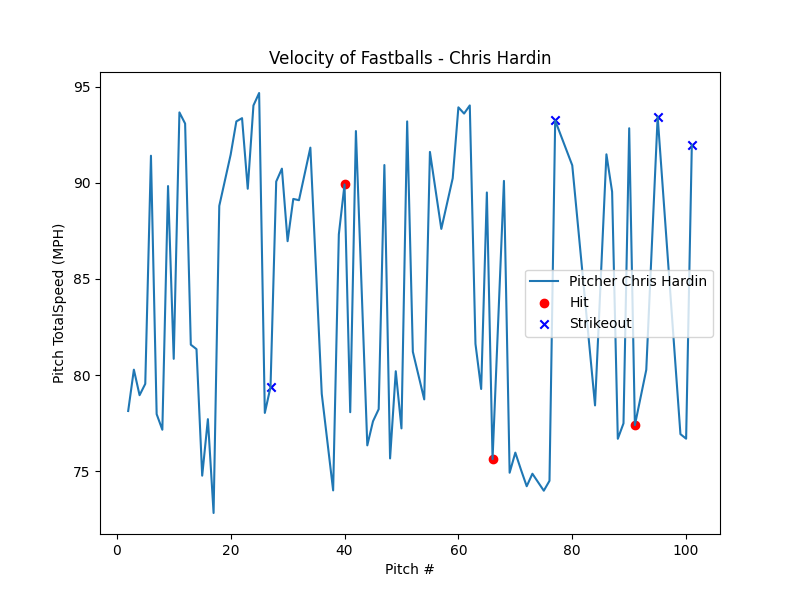 Velocity of Fastballs - Chris Hardin
95
90
85
80
75
Pitch TotalSpeed (MPH)
Pitcher Chris Hardin
Hit
Strikeout
0 20 40 60 80 100
Pitch #